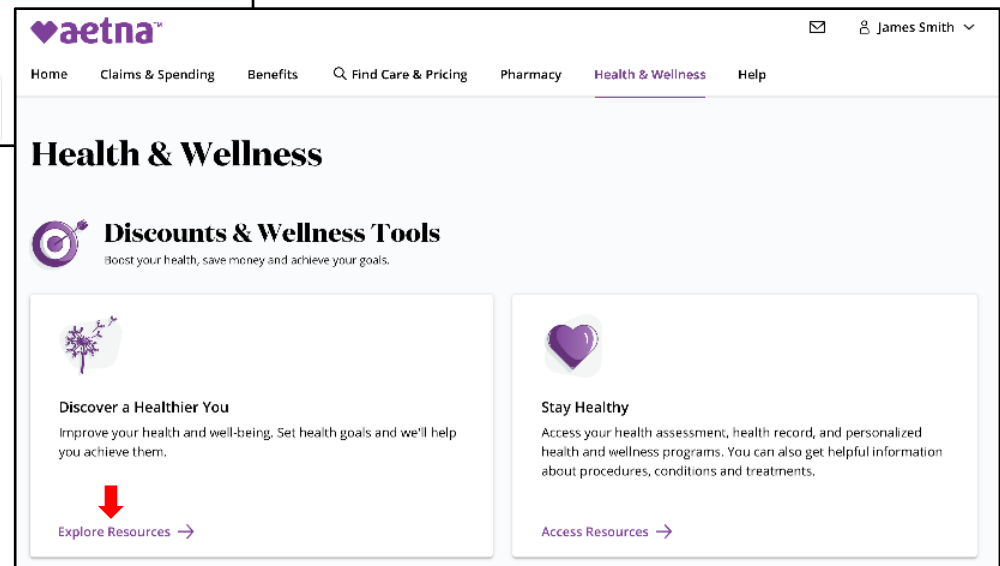 aetna™
James Smith
Home Claims & Spending Benefits Find Care & Pricing Pharmacy Health & Wellness Help
Health & Wellness
Discounts & Wellness Tools
Boost your health, save money and achieve your goals.
Discover a Healthier You
Improve your health and well-being. Set health goals and we'll help
you achieve them.
Explore Resources →
Stay Healthy
Access your health assessment, health record, and personalized
health and wellness programs. You can also get helpful information
about procedures, conditions and treatments.
Access Resources →